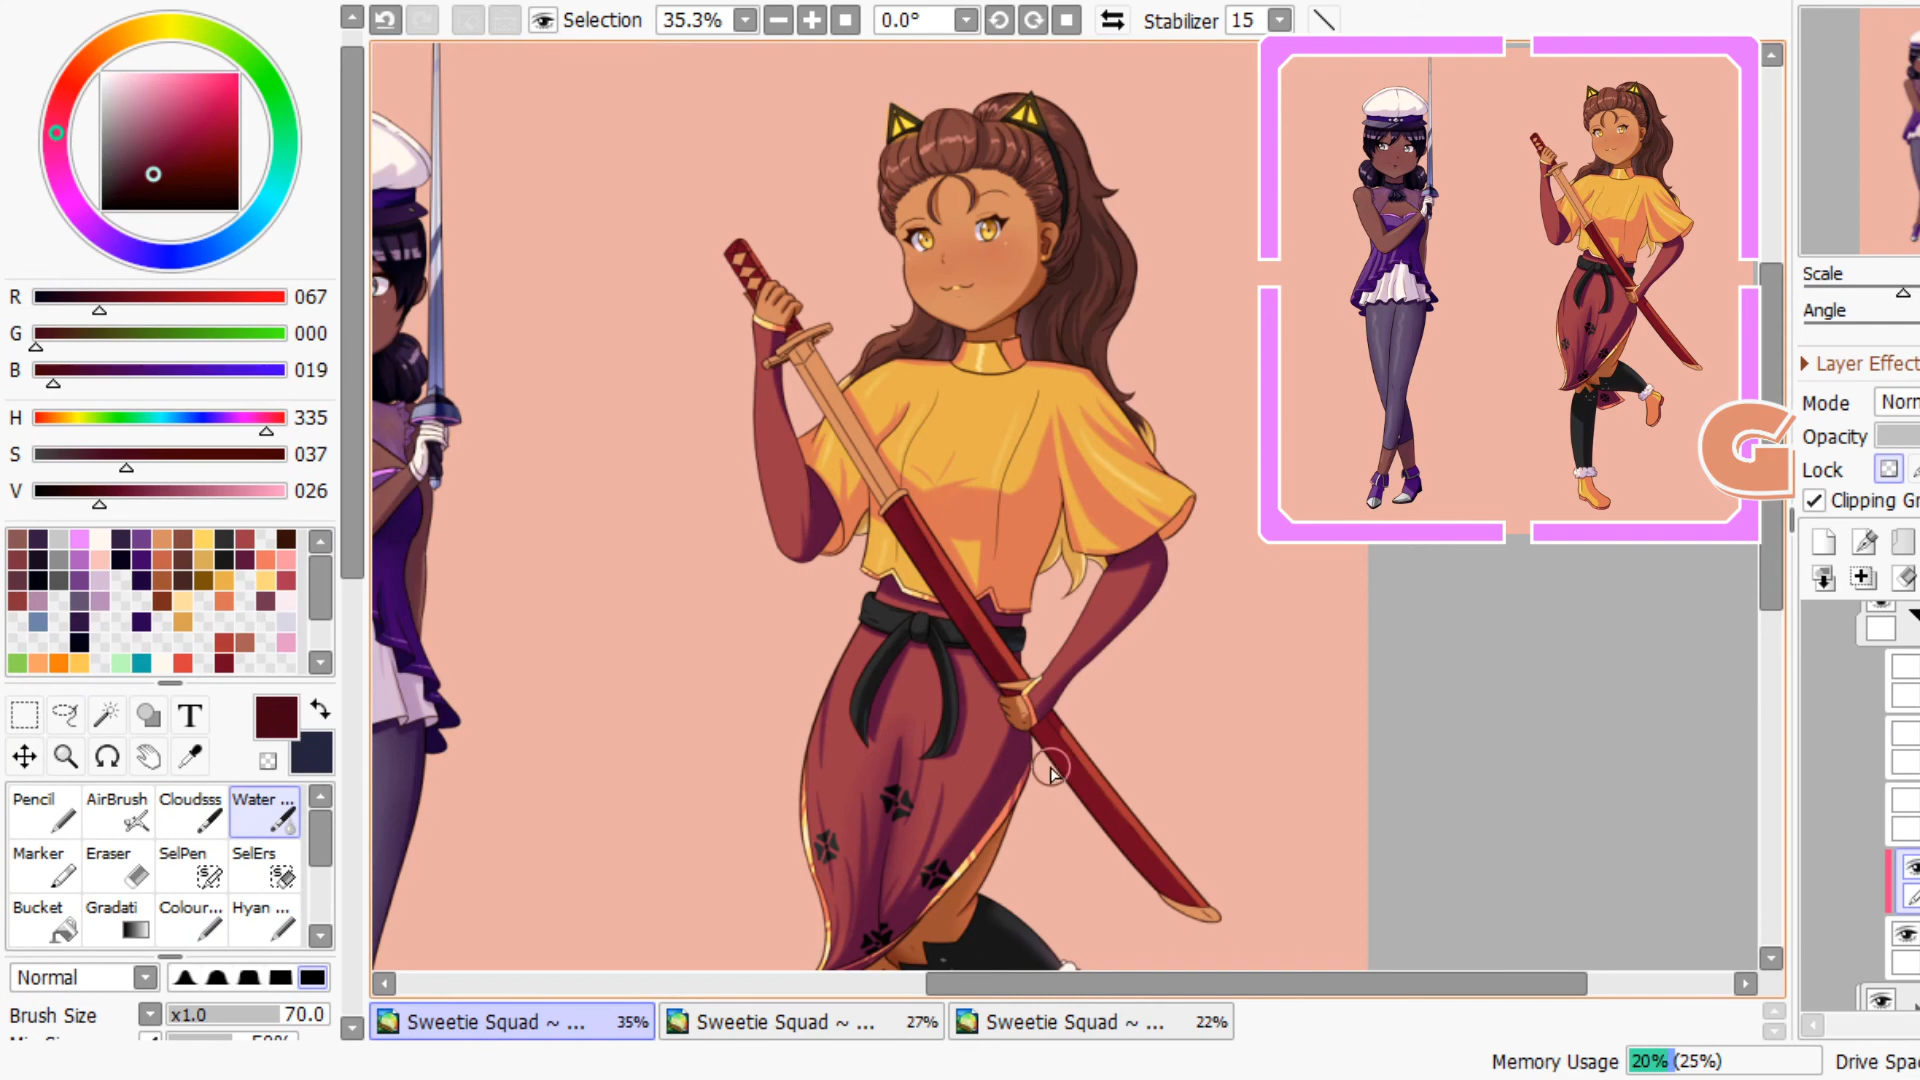 Selection 35.3% 0.0° Stabilizer 15
R 067
G 000
B 019
H 335
S 037
V 026
Scale
Angle
Layer Effect
Mode Norn
Opacity
Lock
Clipping Gr
G
T
Pencil AirBrush Cloudsss Water ...
Marker Eraser SelPen SelErs
Bucket Gradati Colour... Hyan ...
Normal
Brush Size x1.0 70.0
Sweetie Squad ~ ... 35% Sweetie Squad ~ ... 27% Sweetie Squad ~ ... 22%
Memory Usage 20% (25%) Drive Spac